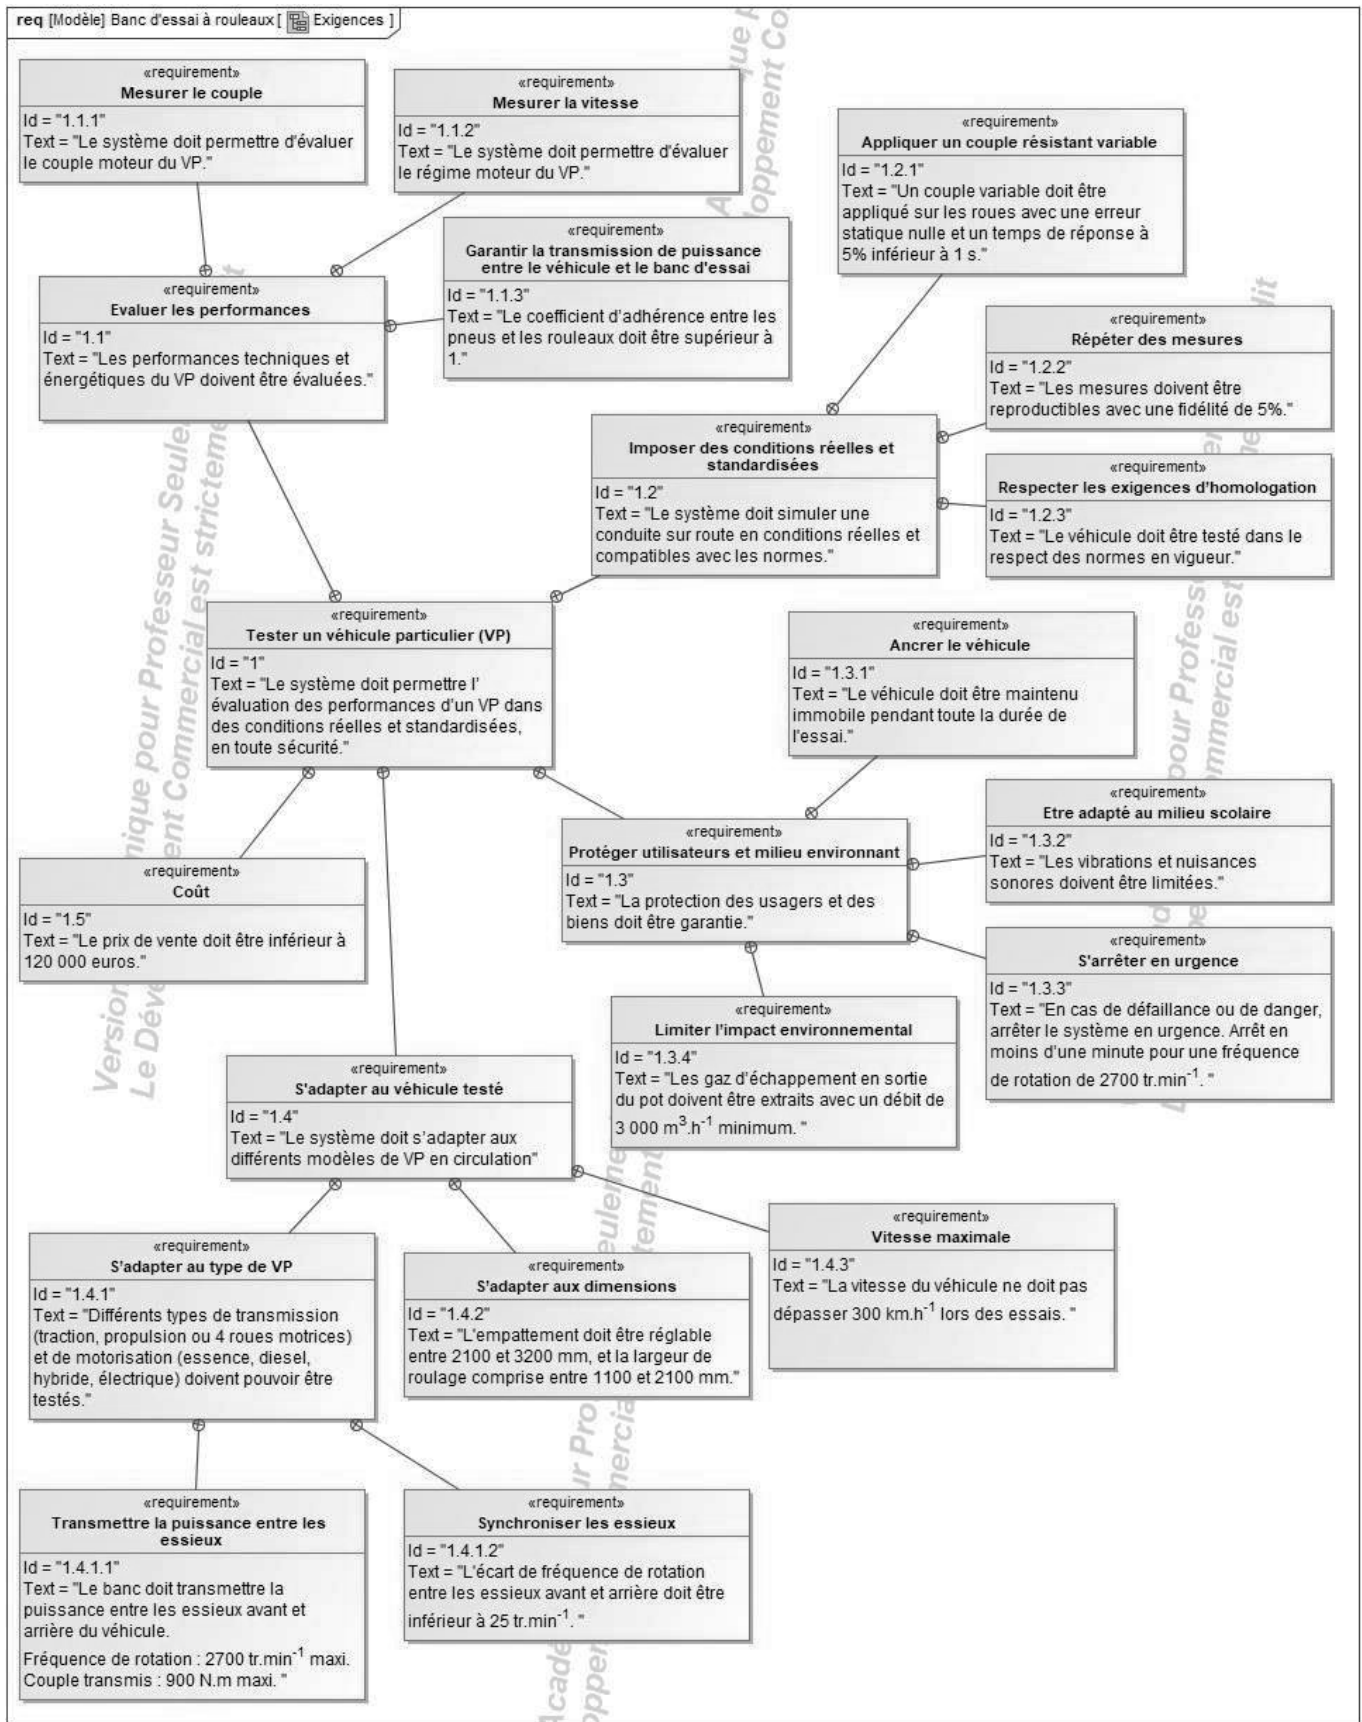 req [Modèle] Banc d'essai à rouleaux [ Exigences ]
«requirement»
Mesurer le couple
Id = "1.1.1"
Text = "Le système doit permettre d'évaluer
le couple moteur du VP."
«requirement»
Mesurer la vitesse
Id = "1.1.2"
Text = "Le système doit permettre d'évaluer
le régime moteur du VP."
«requirement»
Appliquer un couple résistant variable
Id = "1.2.1"
Text = "Un couple variable doit être
appliqué sur les roues avec une erreur
statique nulle et un temps de réponse à
5% inférieur à 1 s."
«requirement»
Garantir la transmission de puissance
entre le véhicule et le banc d'essai
Id = "1.1.3"
Text = "Le coefficient d'adhérence entre les
pneus et les rouleaux doit être supérieur à
1."
«requirement»
Evaluer les performances
Id = "1.1"
Text = "Les performances techniques et
énergétiques du VP doivent être évaluées."
«requirement»
Répéter des mesures
Id = "1.2.2"
Text = "Les mesures doivent être
reproductibles avec une fidélité de 5%."
«requirement»
Imposer des conditions réelles et
standardisées
Id = "1.2"
Text = "Le système doit simuler une
conduite sur route en conditions réelles et
compatibles avec les normes."
«requirement»
Respecter les exigences d'homologation
Id = "1.2.3"
Text = "Le véhicule doit être testé dans le
respect des normes en vigueur."
«requirement»
Tester un véhicule particulier (VP)
Id = "1"
Text = "Le système doit permettre l'
évaluation des performances d'un VP dans
des conditions réelles et standardisées,
en toute sécurité."
«requirement»
Ancrer le véhicule
Id = "1.3.1"
Text = "Le véhicule doit être maintenu
immobile pendant toute la durée de
l'essai."
«requirement»
Etre adapté au milieu scolaire
Id = "1.3.2"
Text = "Les vibrations et nuisances
sonores doivent être limitées."
«requirement»
Protéger utilisateurs et milieu environnant
Id = "1.3"
Text = "La protection des usagers et des
biens doit être garantie."
«requirement»
Coût
Id = "1.5"
Text = "Le prix de vente doit être inférieur à
120 000 euros."
«requirement»
S'arrêter en urgence
Id = "1.3.3"
Text = "En cas de défaillance ou de danger,
arrêter le système en urgence. Arrêt en
moins d'une minute pour une fréquence
de rotation de 2700 tr.min⁻¹. "
«requirement»
Limiter l'impact environnemental
Id = "1.3.4"
Text = "Les gaz d'échappement en sortie
du pot doivent être extraits avec un débit de
3 000 m³.h⁻¹ minimum. "
«requirement»
S'adapter au véhicule testé
Id = "1.4"
Text = "Le système doit s'adapter aux
différents modèles de VP en circulation"
«requirement»
Vitesse maximale
Id = "1.4.3"
Text = "La vitesse du véhicule ne doit pas
dépasser 300 km.h⁻¹ lors des essais. "
«requirement»
S'adapter au type de VP
Id = "1.4.1"
Text = "Différents types de transmission
(traction, propulsion ou 4 roues motrices)
et de motorisation (essence, diesel,
hybride, électrique) doivent pouvoir être
testés."
«requirement»
S'adapter aux dimensions
Id = "1.4.2"
Text = "L'empattement doit être réglable
entre 2100 et 3200 mm, et la largeur de
roulage comprise entre 1100 et 2100 mm."
«requirement»
Transmettre la puissance entre les
essieux
Id = "1.4.1.1"
Text = "Le banc doit transmettre la
puissance entre les essieux avant et
arrière du véhicule.
Fréquence de rotation : 2700 tr.min⁻¹ maxi.
Couple transmis : 900 N.m maxi. "
«requirement»
Synchroniser les essieux
Id = "1.4.1.2"
Text = "L'écart de fréquence de rotation
entre les essieux avant et arrière doit être
inférieur à 25 tr.min⁻¹. "